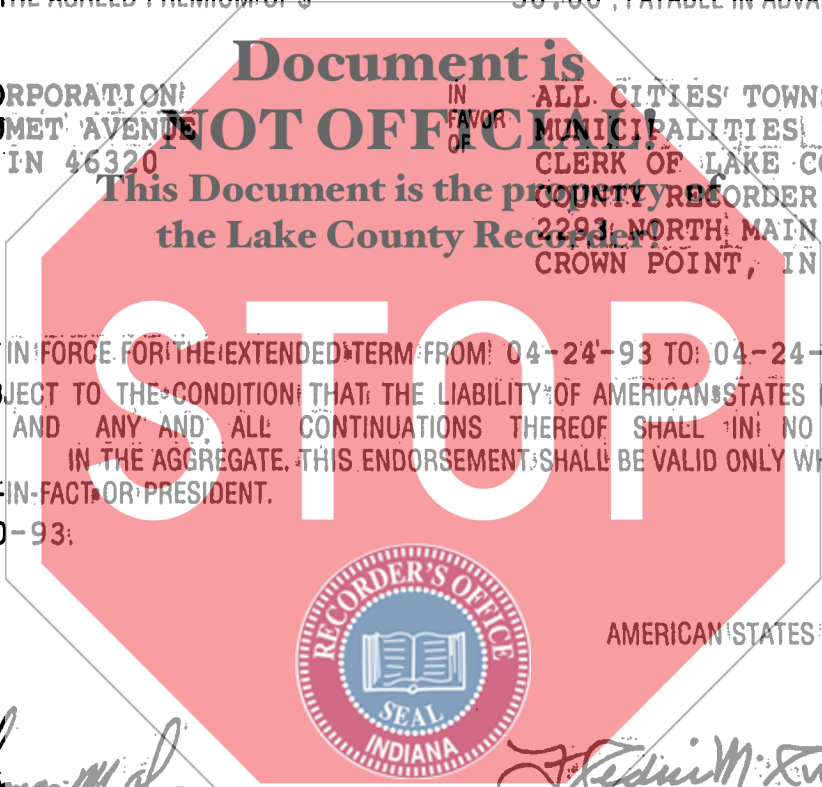 THE AGREED PREMIUM OF $ 50.00, PAYABLE IN ADVA
Document is
RPORATION IN ALL CITIES TOWNS
MET AVENUE FAVOR MUNICIPALITIES
NOT OFFICIAL!
IN 46320 OF CLERK OF LAKE CO
This Document is the property of
COUNTY RECORDER
the Lake County Recorder!
2293 NORTH MAIN
CROWN POINT, IN
STOP
IN FORCE FOR THE EXTENDED TERM FROM 04-24-93 TO 04-24-
JECT TO THE CONDITION THAT THE LIABILITY OF AMERICAN STATES
AND ANY AND ALL CONTINUATIONS THEREOF SHALL IN NO
IN THE AGGREGATE. THIS ENDORSEMENT SHALL BE VALID ONLY WH
-IN-FACT OR PRESIDENT.
-93
RECORDER'S OFFICE
SEAL
INDIANA
AMERICAN STATES